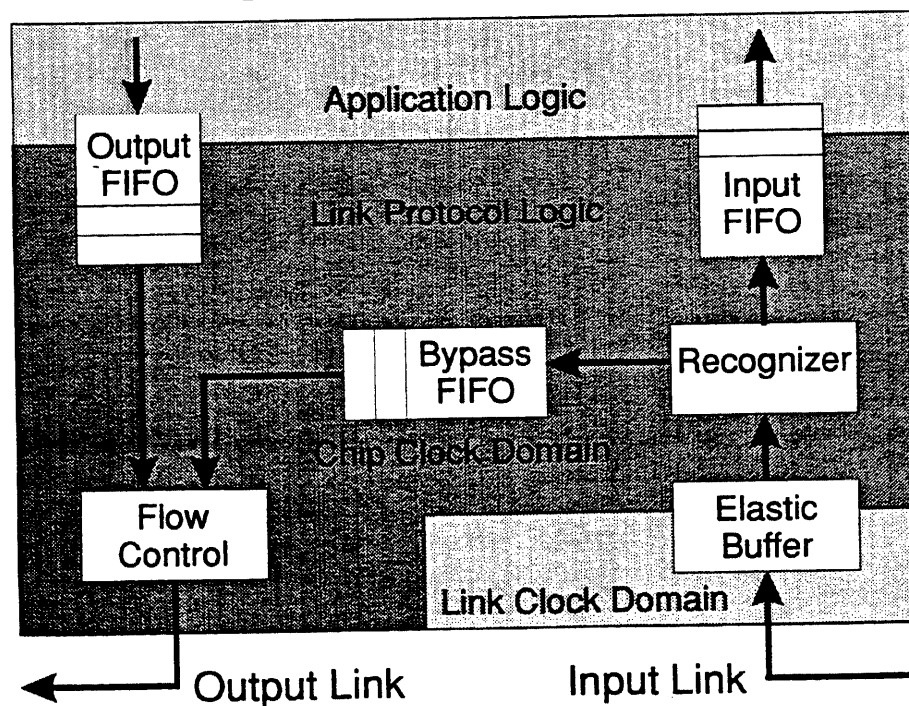 Application Logic
Output
FIFO
Input
FIFO
Link Protocol Logic
Bypass
FIFO
Recognizer
Chip Clock Domain
Flow
Control
Elastic
Buffer
Link Clock Domain
Output Link
Input Link